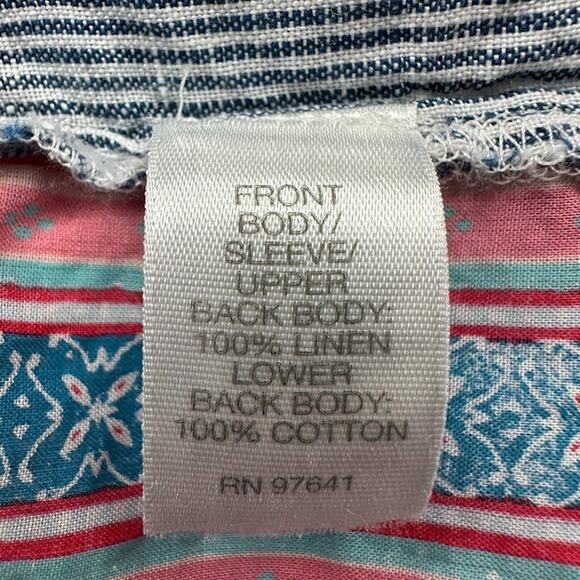 FRONT
BODY/
SLEEVE/
UPPER
BACK BODY:
100% LINEN
LOWER
BACK BODY:
100% COTTON
RN 97641